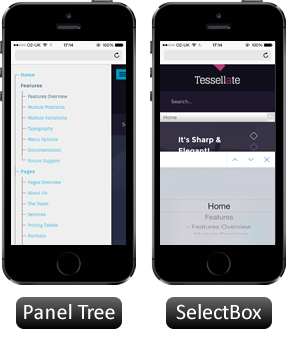 O2-UK 17:14 100%
Home
Features
Features Overview
Module Positions
Module Variations
Typography
Menu Options
Documentation
Forum Support
Pages
Pages Overview
About Us
The Team
Services
Pricing Tables
Portfolio
S
Panel Tree
O2-UK 17:14 100%
Tessellate
Search...
Home
It's Sharp &
Elegant!
Home
Features
- Features Overview
- Module Positions
SelectBox